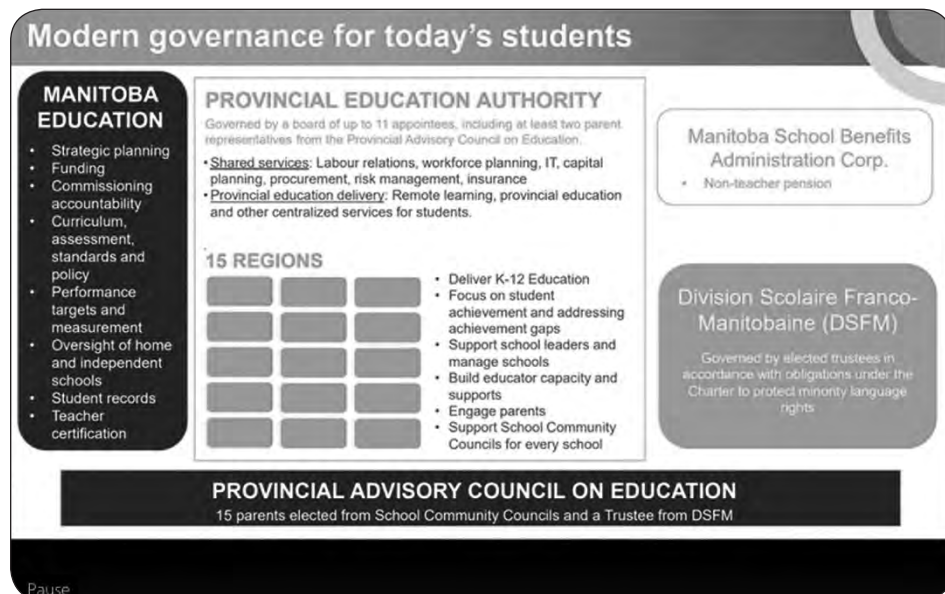 Modern governance for today's students
MANITOBA
EDUCATION
• Strategic planning
• Funding
• Commissioning
accountability
• Curriculum,
assessment,
standards and
policy
• Performance
targets and
measurement
• Oversight of home
and independent
schools
• Student records
• Teacher
certification
PROVINCIAL EDUCATION AUTHORITY
Governed by a board of up to 11 appointees, including at least two parent
representatives from the Provincial Advisory Council on Education.
• Shared services: Labour relations, workforce planning, IT, capital
planning, procurement, risk management, insurance
• Provincial education delivery: Remote learning, provincial education
and other centralized services for students.
15 REGIONS
• Deliver K-12 Education
• Focus on student
achievement and addressing
achievement gaps
• Support school leaders and
manage schools
• Build educator capacity and
supports
• Engage parents
• Support School Community
Councils for every school
Manitoba School Benefits
Administration Corp.
• Non-teacher pension
Division Scolaire Franco-
Manitobaine (DSFM)
Governed by elected trustees in
accordance with obligations under the
Charter to protect minority language
rights
PROVINCIAL ADVISORY COUNCIL ON EDUCATION
15 parents elected from School Community Councils and a Trustee from DSFM
Pause